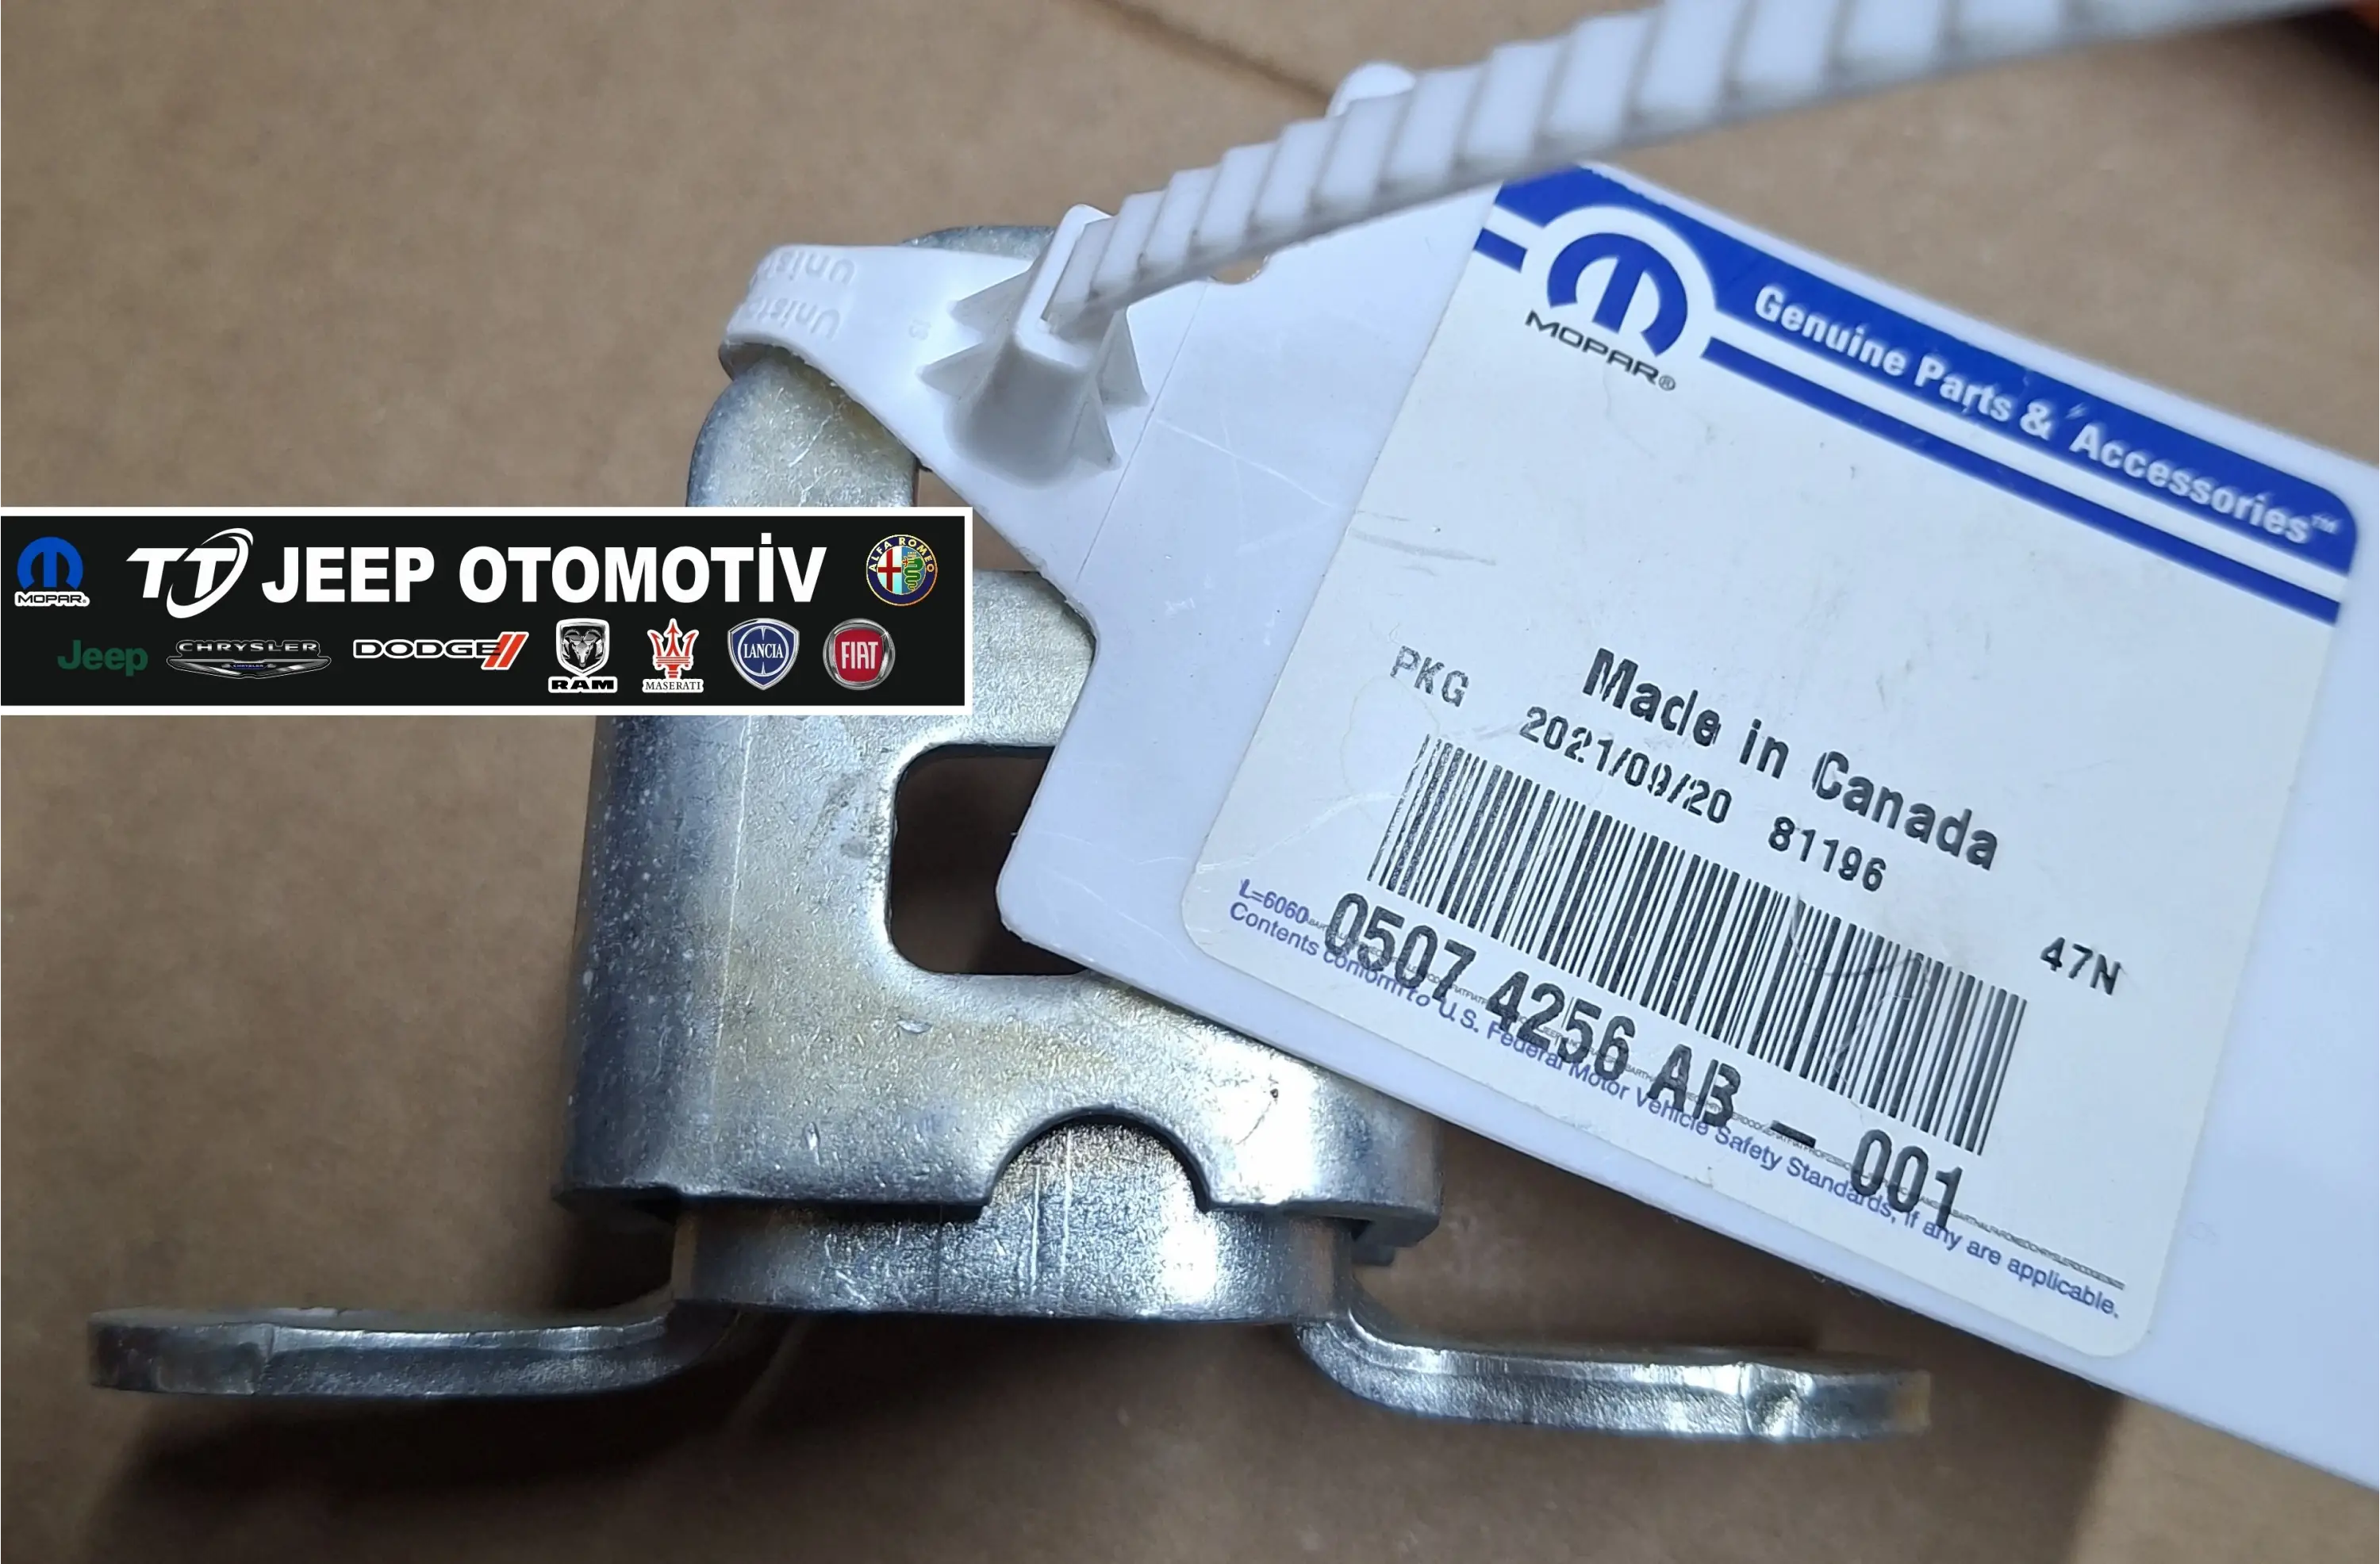 Unist
Unist
MOPAR®
Genuine Parts & Accessories™
MOPAR®
TT JEEP OTOMOTİV
ALFA ROMEO
Jeep
CHRYSLER
DODGE
RAM
MASERATI
LANCIA
FIAT
Made in Canada
PKG 2021/09/20 81196
47N
0507 4256 AB - 001
L=6060
Contents conform to U.S. Federal Motor Vehicle Safety Standards, if any are applicable.